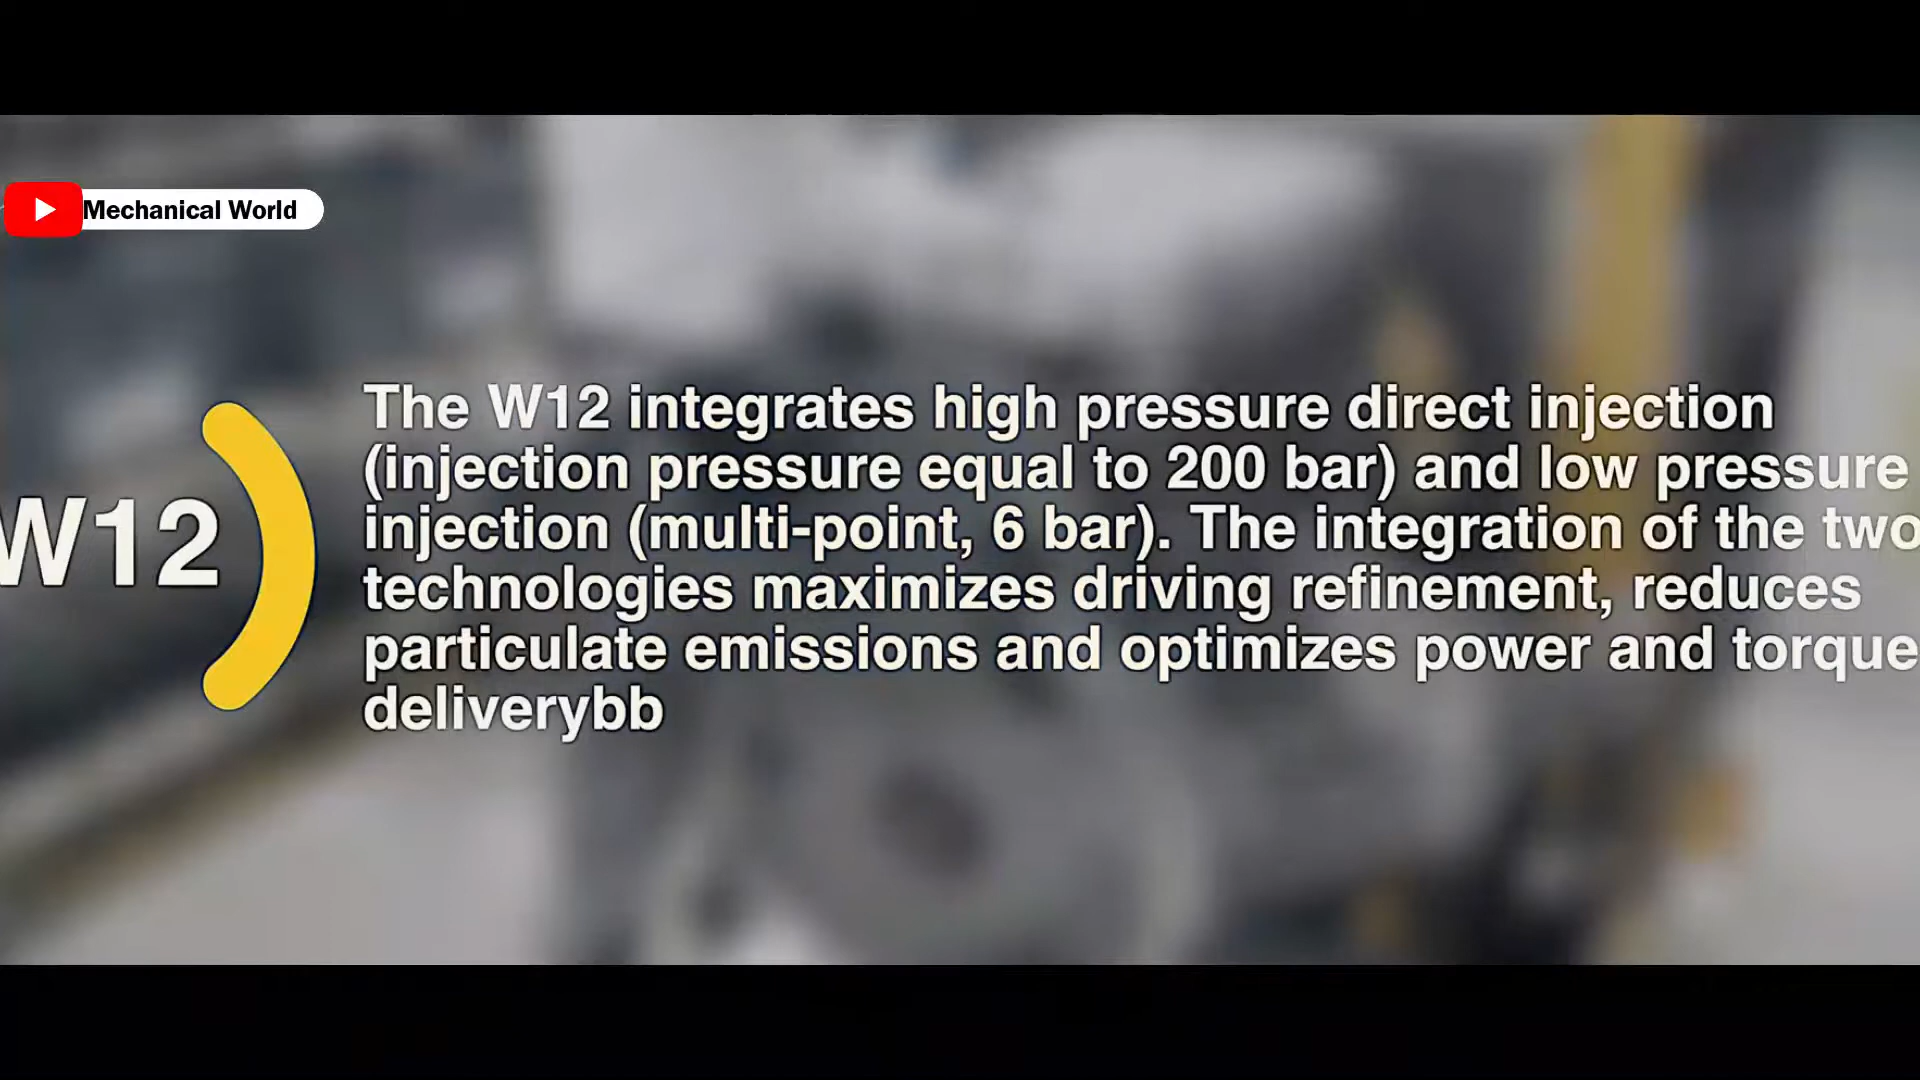 Mechanical World
W12
The W12 integrates high pressure direct injection
(injection pressure equal to 200 bar) and low pressure
injection (multi-point, 6 bar). The integration of the two
technologies maximizes driving refinement, reduces
particulate emissions and optimizes power and torque
deliverybb